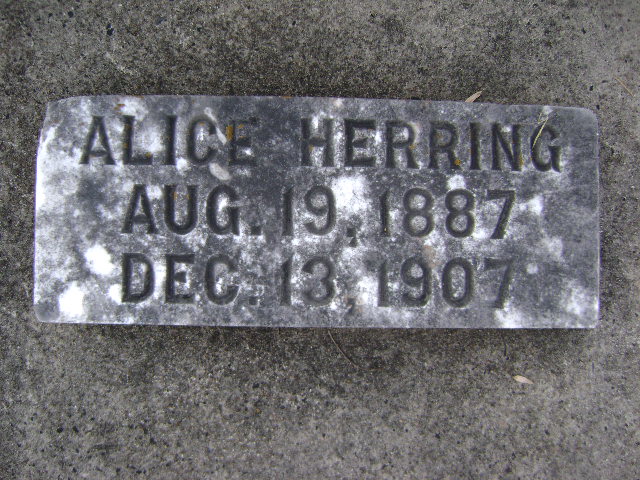 ALICE HERRING
AUG. 19, 1887
DEC. 13, 1907